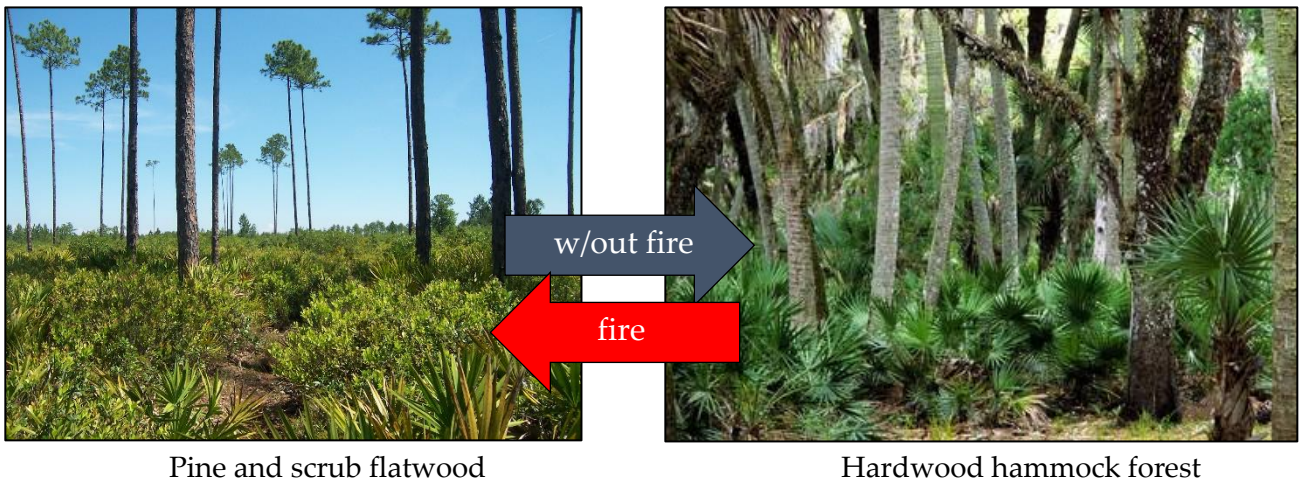 w/out fire
fire
Pine and scrub flatwood
Hardwood hammock forest